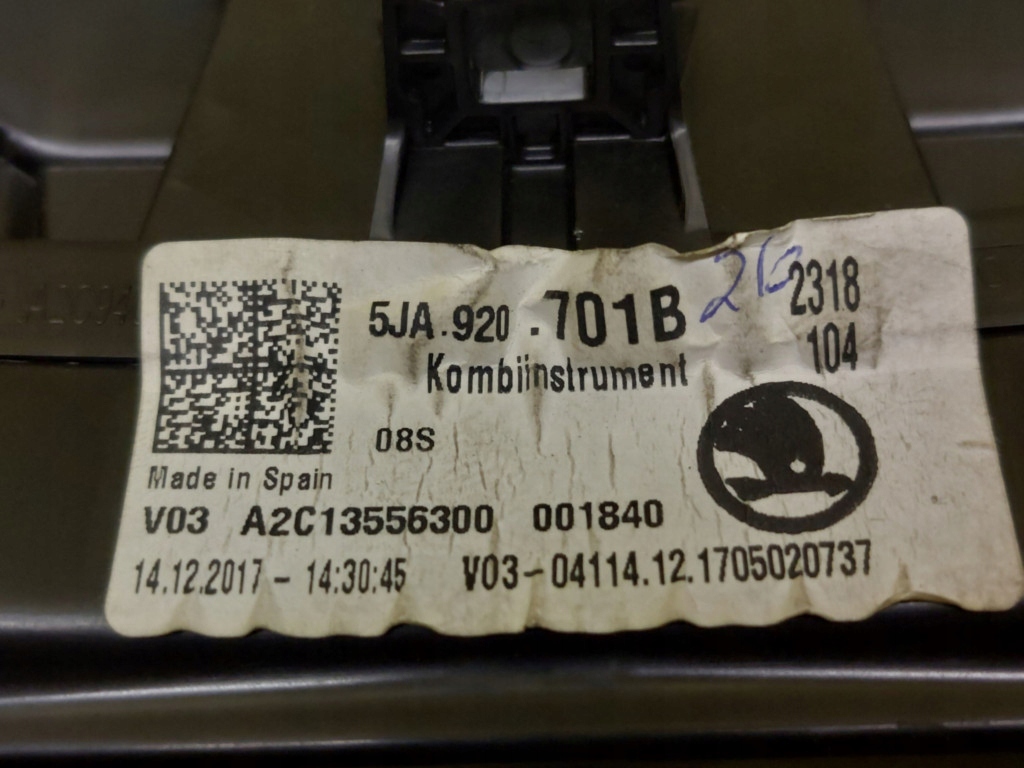 5JA.920 .701B 2318
104
Kombiinstrument
08S
Made in Spain
V03 A2C13556300 001840
14.12.2017 - 14:30:45 V03-04114.12.1705020737